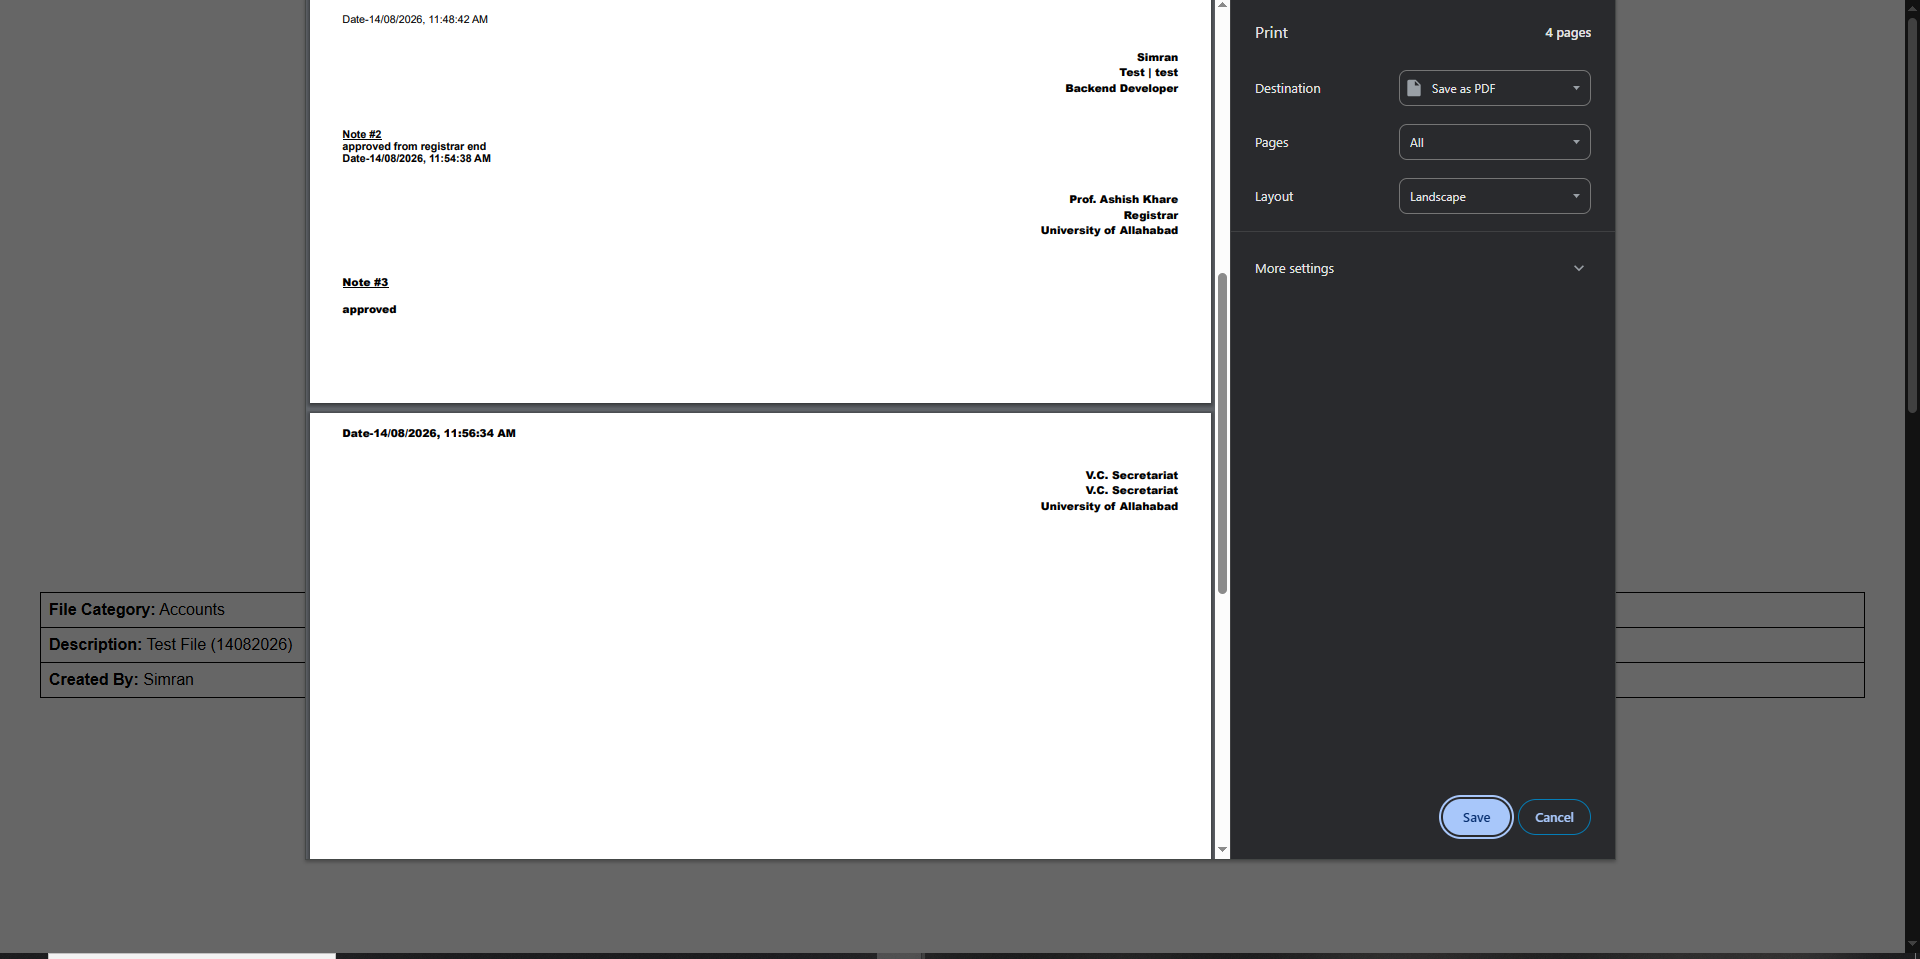 Date-14/08/2026, 11:48:42 AM
Simran
Test | test
Backend Developer
Note #2
approved from registrar end
Date-14/08/2026, 11:54:38 AM
Prof. Ashish Khare
Registrar
University of Allahabad
Note #3
approved
Date-14/08/2026, 11:56:34 AM
V.C. Secretariat
V.C. Secretariat
University of Allahabad
Print
4 pages
Destination
Save as PDF
Pages
All
Layout
Landscape
More settings
Save
Cancel
File Category: Accounts
Description: Test File (14082026)
Created By: Simran